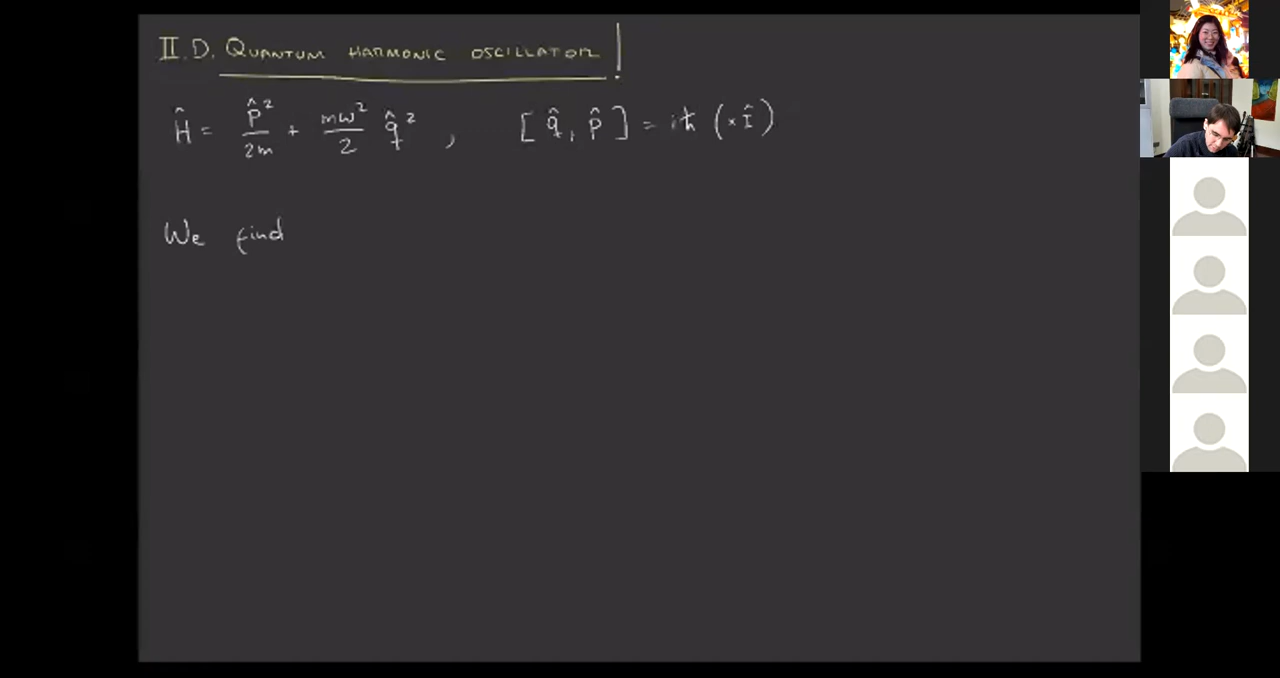 II.D. QUANTUM HARMONIC OSCILLATOR!
Ĥ = p̂²/2m + mω²/2 q̂² , [q̂, p̂] = iħ (×Î)
We find